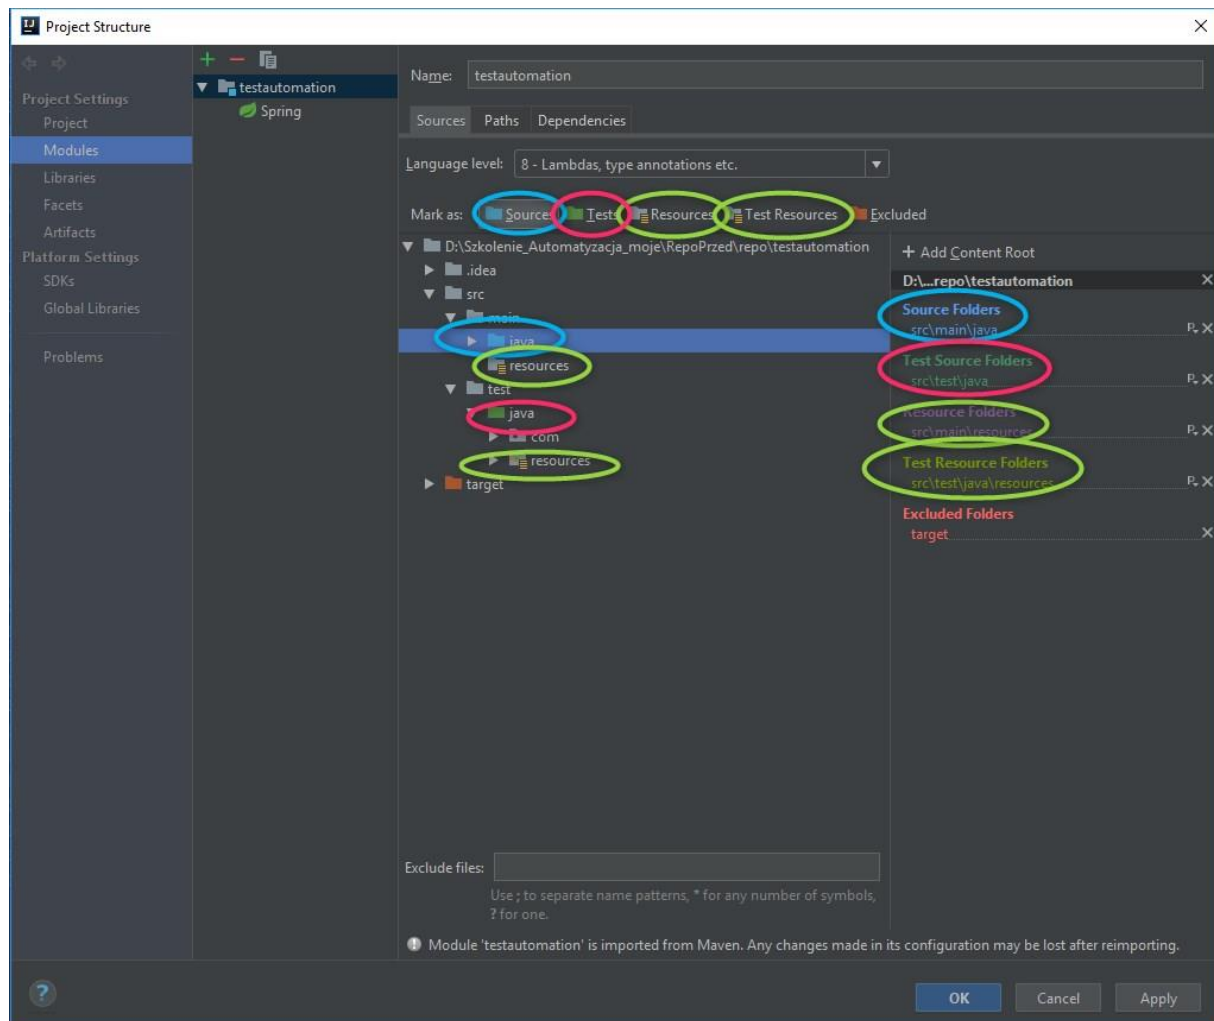 Project Structure
Project Settings
Project
Modules
Libraries
Facets
Artifacts
Platform Settings
SDKs
Global Libraries
Problems
testautomation
Spring
Name: testautomation
Sources Paths Dependencies
Language level: 8 - Lambdas, type annotations etc.
Mark as: Sources Tests Resources Test Resources Excluded
D:\Szkolenie_Automatyzacja_moje\RepoPrzed\repo\testautomation
.idea
src
main
java
resources
test
java
com
resources
target
+ Add Content Root
D:\...repo\testautomation
Source Folders
src\main\java
Test Source Folders
src\test\java
Resource Folders
src\main\resources
Test Resource Folders
src\test\java\resources
Excluded Folders
target
Exclude files:
Use ; to separate name patterns, * for any number of symbols,
? for one.
Module 'testautomation' is imported from Maven. Any changes made in its configuration may be lost after reimporting.
?
OK Cancel Apply